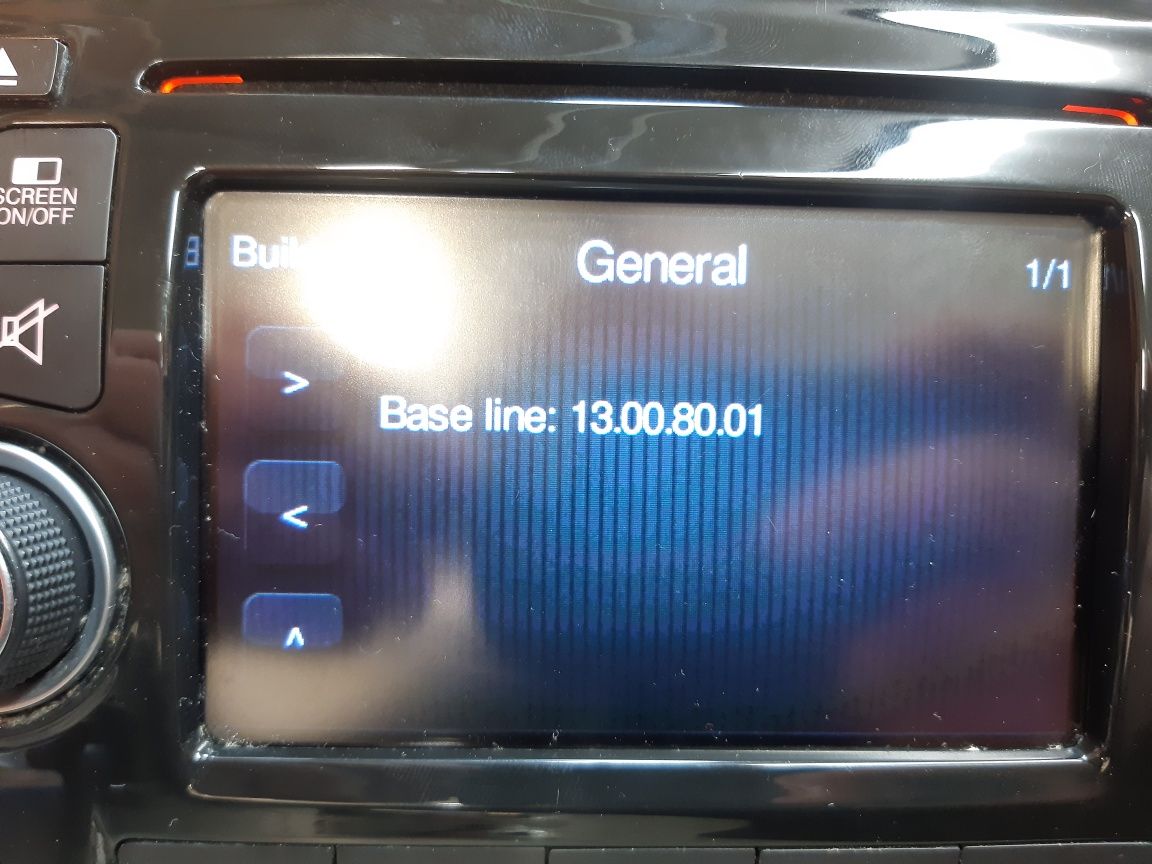 SCREEN
ON/OFF
General
1/1
>
Base line: 13.00.80.01
<
^